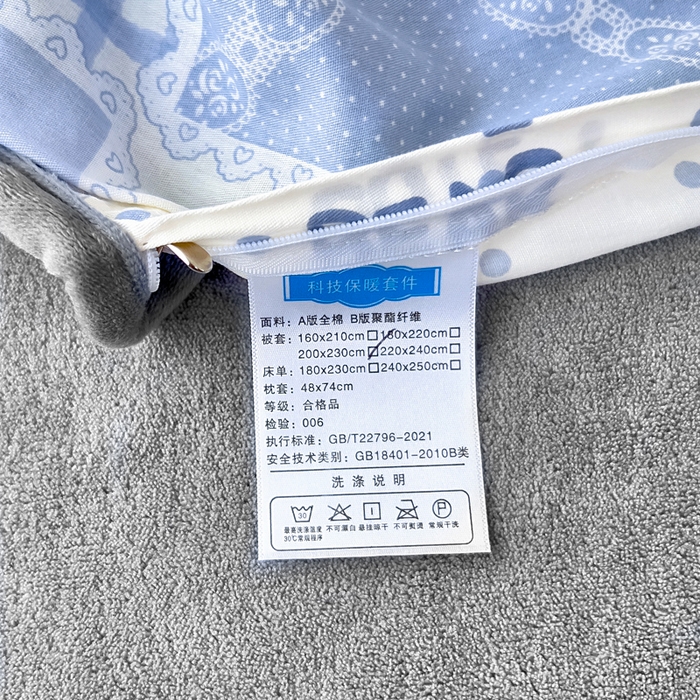 科技保暖套件
面料：A版全棉 B版聚酯纤维
被套：160x210cm□180x220cm□
200x230cm☑220x240cm□
床单：180x230cm□240x250cm□
枕套：48x74cm
等级：合格品
检验：006
执行标准：GB/T22796-2021
安全技术类别：GB18401-2010B类
洗涤说明
30 P
最高洗涤温度 不可漂白 悬挂晾干 不可熨烫 常规干洗
30℃常规程序